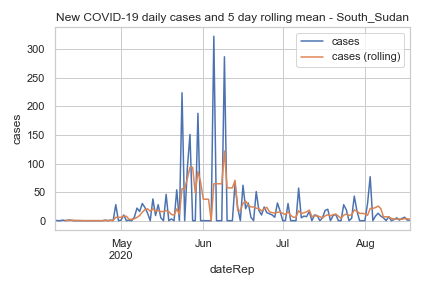 New COVID-19 daily cases and 5 day rolling mean - South_Sudan
cases
cases (rolling)
300
250
200
150
100
50
0
cases
May
2020
Jun
Jul
Aug
dateRep